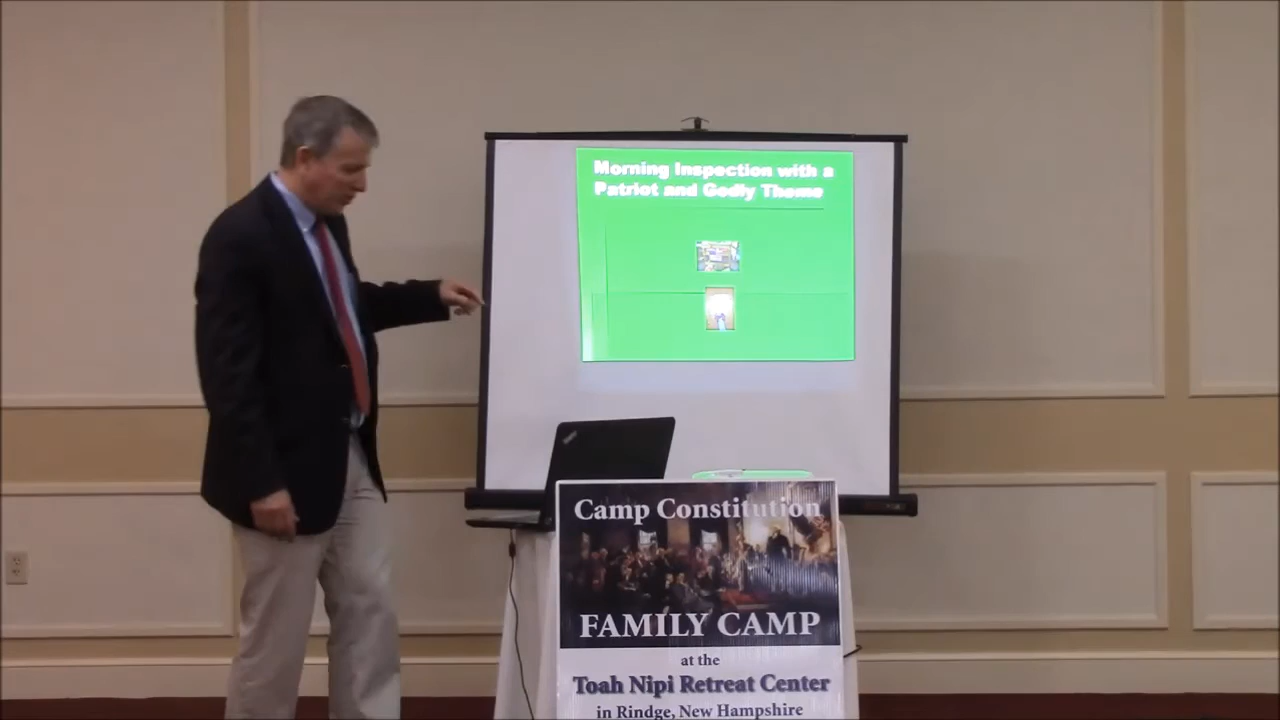 Morning Inspection with a
Patriot and Godly Theme
Camp Constitution
FAMILY CAMP
at the
Toah Nipi Retreat Center
in Rindge, New Hampshire